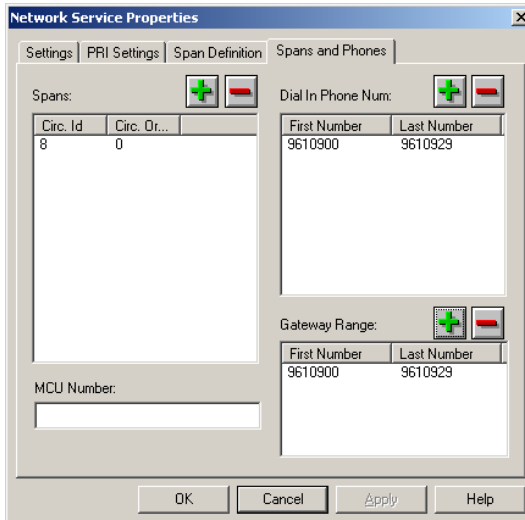 Network Service Properties
Settings PRI Settings Span Definition Spans and Phones
Spans:
Circ. Id Circ. Or...
8 0
MCU Number:
Dial In Phone Num:
First Number Last Number
9610900 9610929
Gateway Range:
First Number Last Number
9610900 9610929
OK Cancel Apply Help